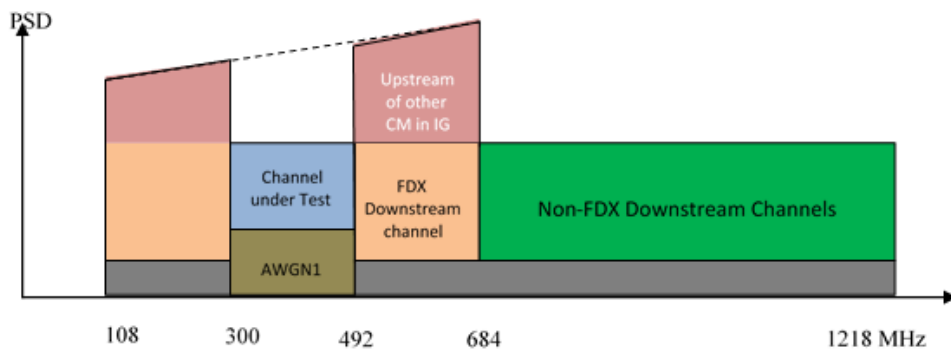 PSD
Upstream
of other
CM in IG
Channel
under Test
FDX
Downstream
channel
Non-FDX Downstream Channels
AWGN1
108 300 492 684 1218 MHz